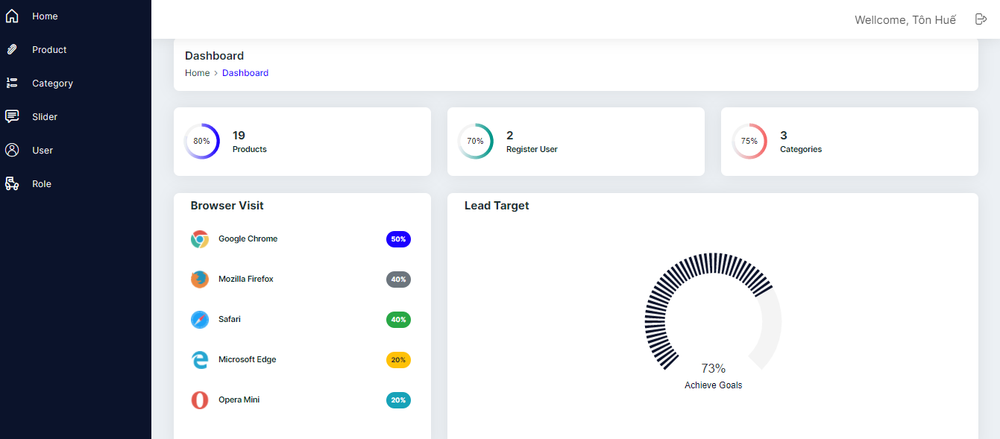 Home
Product
Category
Slider
User
Role
Wellcome, Tôn Huế
Dashboard
Home > Dashboard
80%
19
Products
70%
2
Register User
75%
3
Categories
Browser Visit
Google Chrome 50%
Mozilla Firefox 40%
Safari 40%
Microsoft Edge 20%
Opera Mini 20%
Lead Target
73%
Achieve Goals